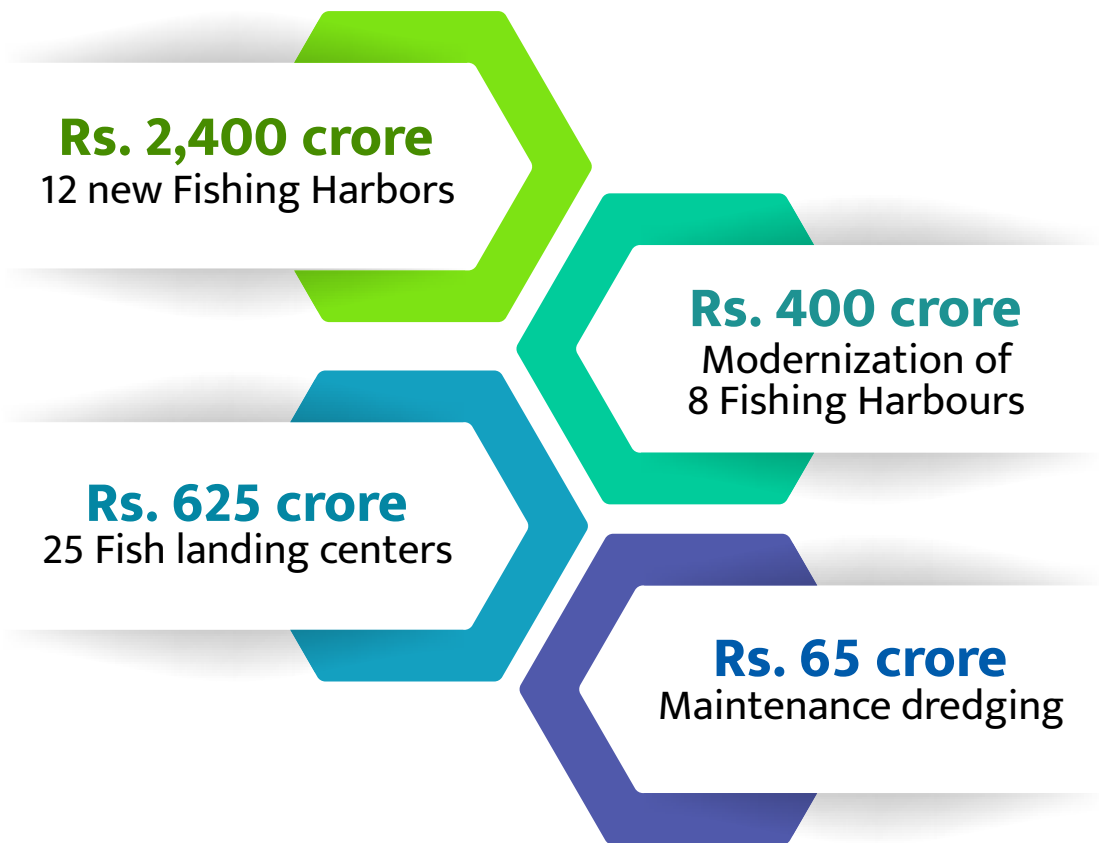 Rs. 2,400 crore
12 new Fishing Harbors
Rs. 400 crore
Modernization of
8 Fishing Harbours
Rs. 625 crore
25 Fish landing centers
Rs. 65 crore
Maintenance dredging